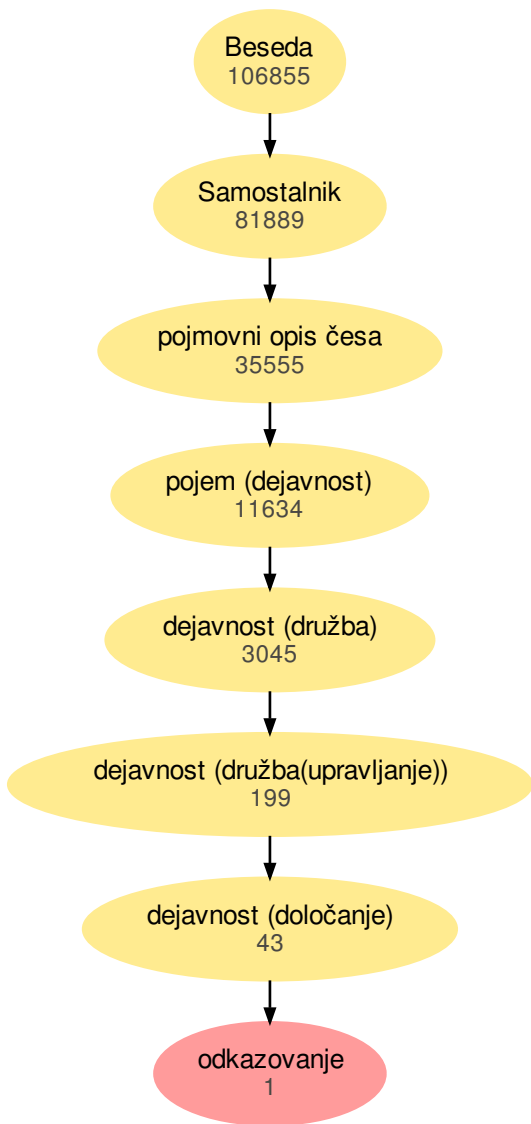 Beseda
106855
Samostalnik
81889
pojmovni opis česa
35555
pojem (dejavnost)
11634
dejavnost (družba)
3045
dejavnost (družba(upravljanje))
199
dejavnost (določanje)
43
odkazovanje
1